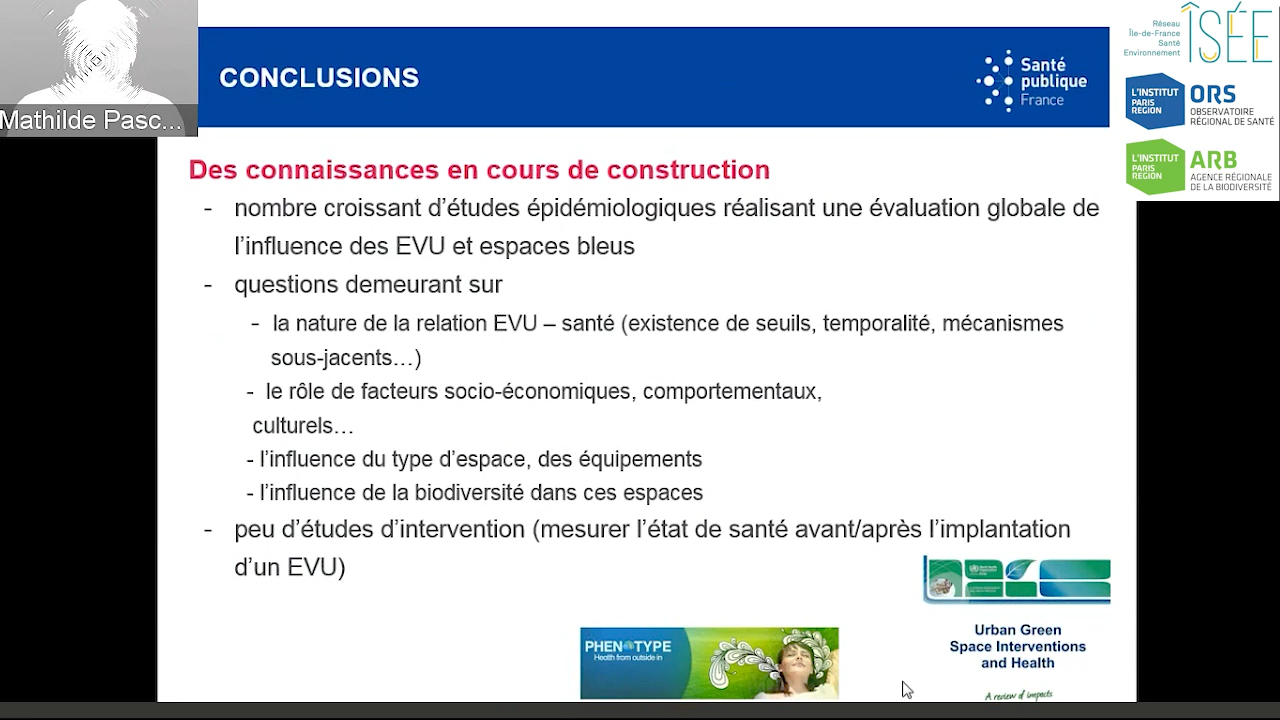 Mathilde Pasc...
CONCLUSIONS
Santé
publique
France
Réseau
Île-de-France
Santé
Environnement
ÎSÉE
L'INSTITUT
PARIS
REGION
ORS
OBSERVATOIRE
RÉGIONAL DE SANTÉ
L'INSTITUT
PARIS
REGION
ARB
AGENCE RÉGIONALE
DE LA BIODIVERSITÉ
Des connaissances en cours de construction
- nombre croissant d'études épidémiologiques réalisant une évaluation globale de
l'influence des EVU et espaces bleus
- questions demeurant sur
- la nature de la relation EVU – santé (existence de seuils, temporalité, mécanismes
sous-jacents…)
- le rôle de facteurs socio-économiques, comportementaux,
culturels…
- l'influence du type d'espace, des équipements
- l'influence de la biodiversité dans ces espaces
- peu d'études d'intervention (mesurer l'état de santé avant/après l'implantation
d'un EVU)
PHENOTYPE
Health from outside in
Urban Green
Space Interventions
and Health
A review of impacts